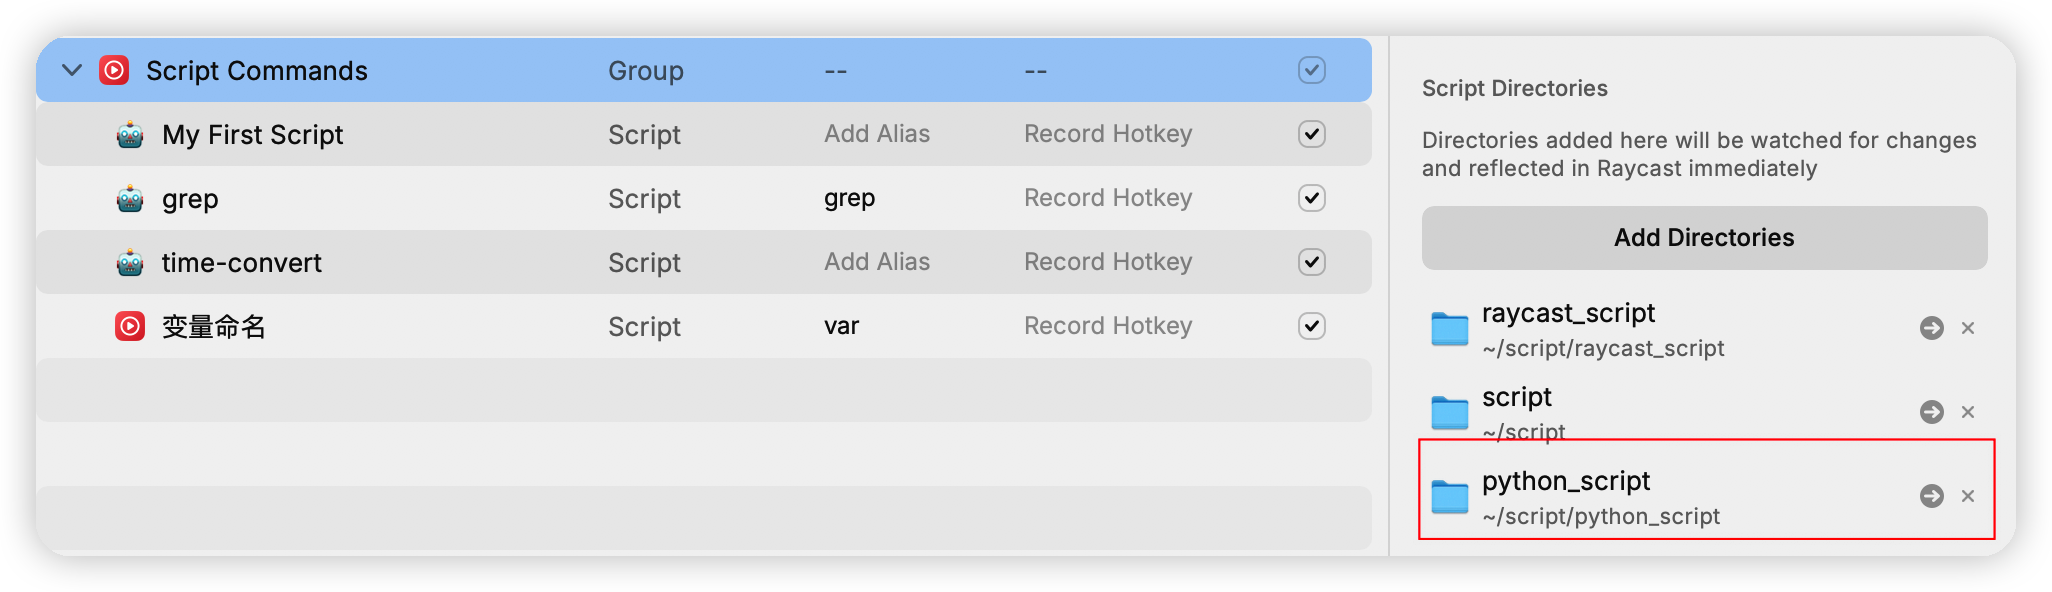 Script Commands Group -- --
My First Script Script Add Alias Record Hotkey
grep Script grep Record Hotkey
time-convert Script Add Alias Record Hotkey
变量命名 Script var Record Hotkey
Script Directories
Directories added here will be watched for changes
and reflected in Raycast immediately
Add Directories
raycast_script
~/script/raycast_script
script
~/script
python_script
~/script/python_script